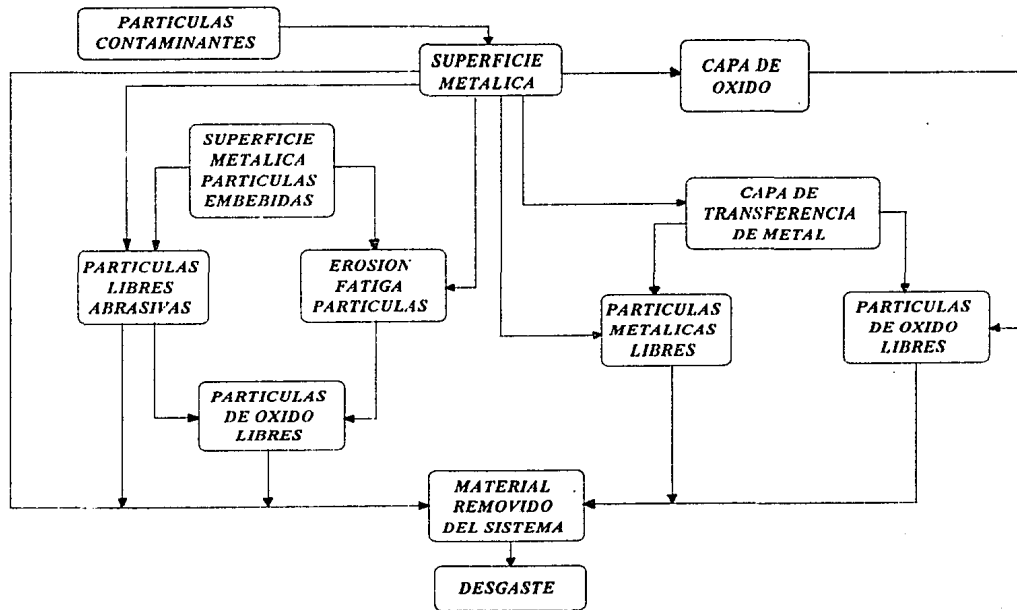 PARTICULAS
CONTAMINANTES
SUPERFICIE
METALICA
CAPA DE
OXIDO
SUPERFICIE
METALICA
PARTICULAS
EMBEBIDAS
CAPA DE
TRANSFERENCIA
DE METAL
PARTICULAS
LIBRES
ABRASIVAS
EROSION
FATIGA
PARTICULAS
PARTICULAS
METALICAS
LIBRES
PARTICULAS
DE OXIDO
LIBRES
PARTICULAS
DE OXIDO
LIBRES
MATERIAL
REMOVIDO
DEL SISTEMA
DESGASTE